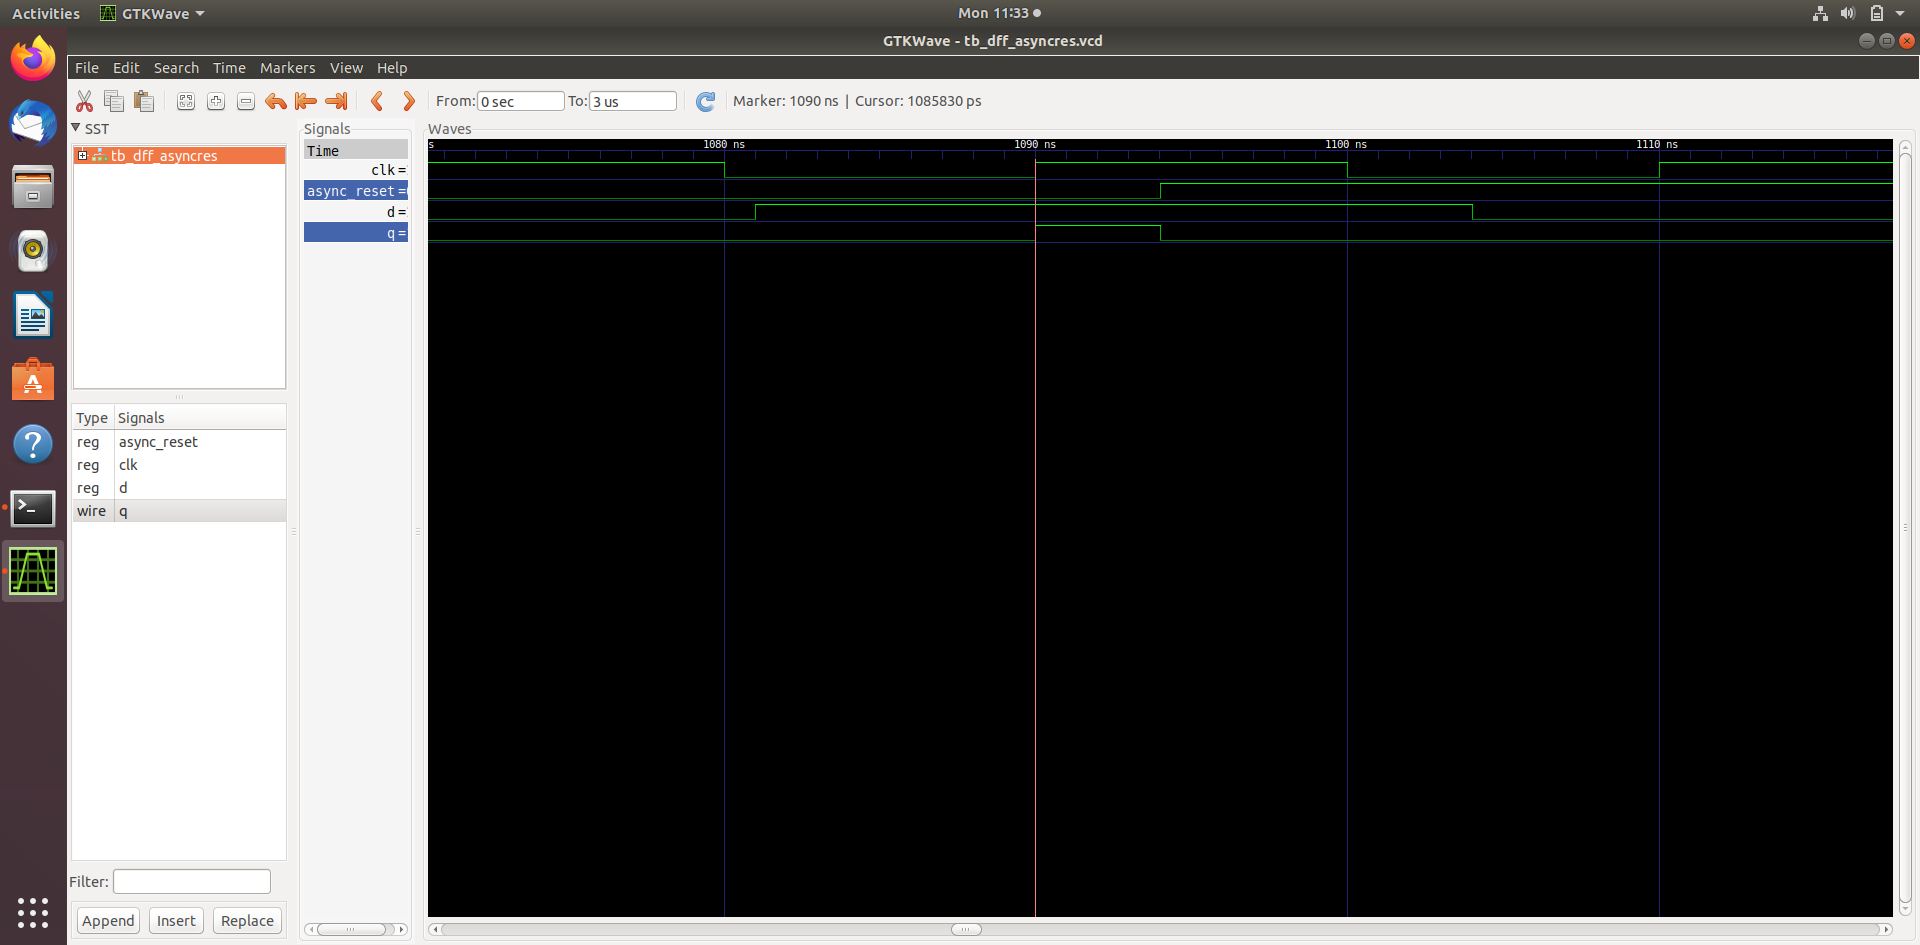 Activities GTKWave Mon 11:33
GTKWave - tb_dff_asyncres.vcd
File Edit Search Time Markers View Help
From: 0 sec To: 3 us Marker: 1090 ns | Cursor: 1085830 ps
SST
tb_dff_asyncres
Type Signals
reg async_reset
reg clk
reg d
wire q
Filter:
Append Insert Replace
Signals
Time
clk =
async_reset =
d =
q =
Waves
s 1080 ns 1090 ns 1100 ns 1110 ns